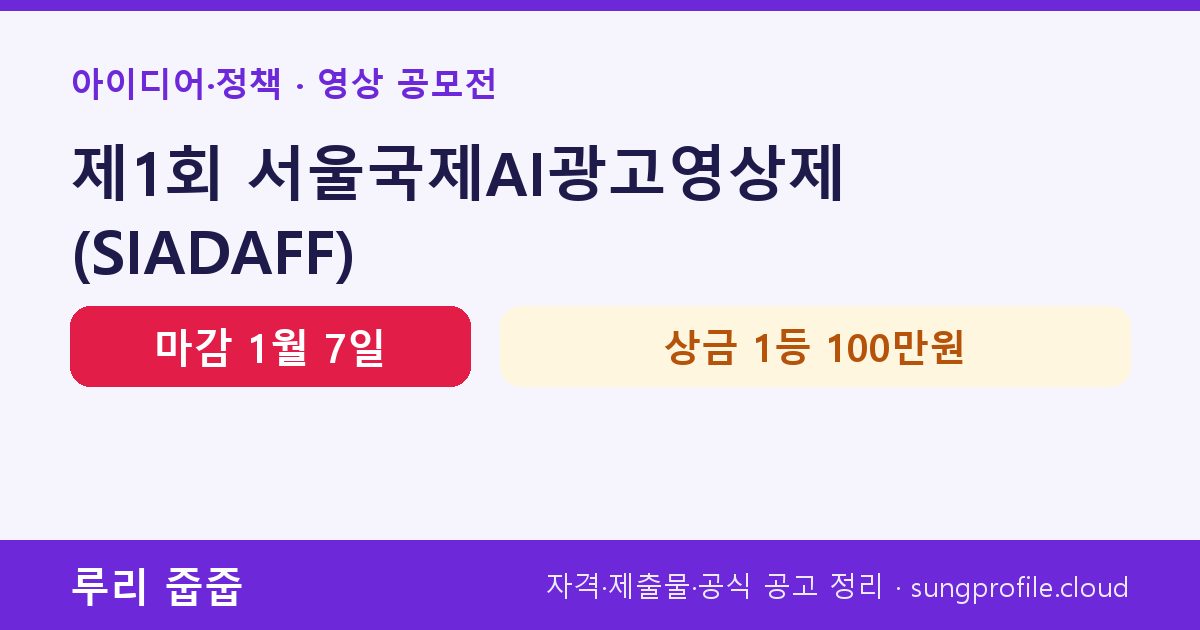 아이디어·정책 · 영상 공모전
제1회 서울국제AI광고영상제
(SIADAFF)
마감 1월 7일
상금 1등 100만원
루리 줍줍
자격·제출물·공식 공고 정리 · sungprofile.cloud